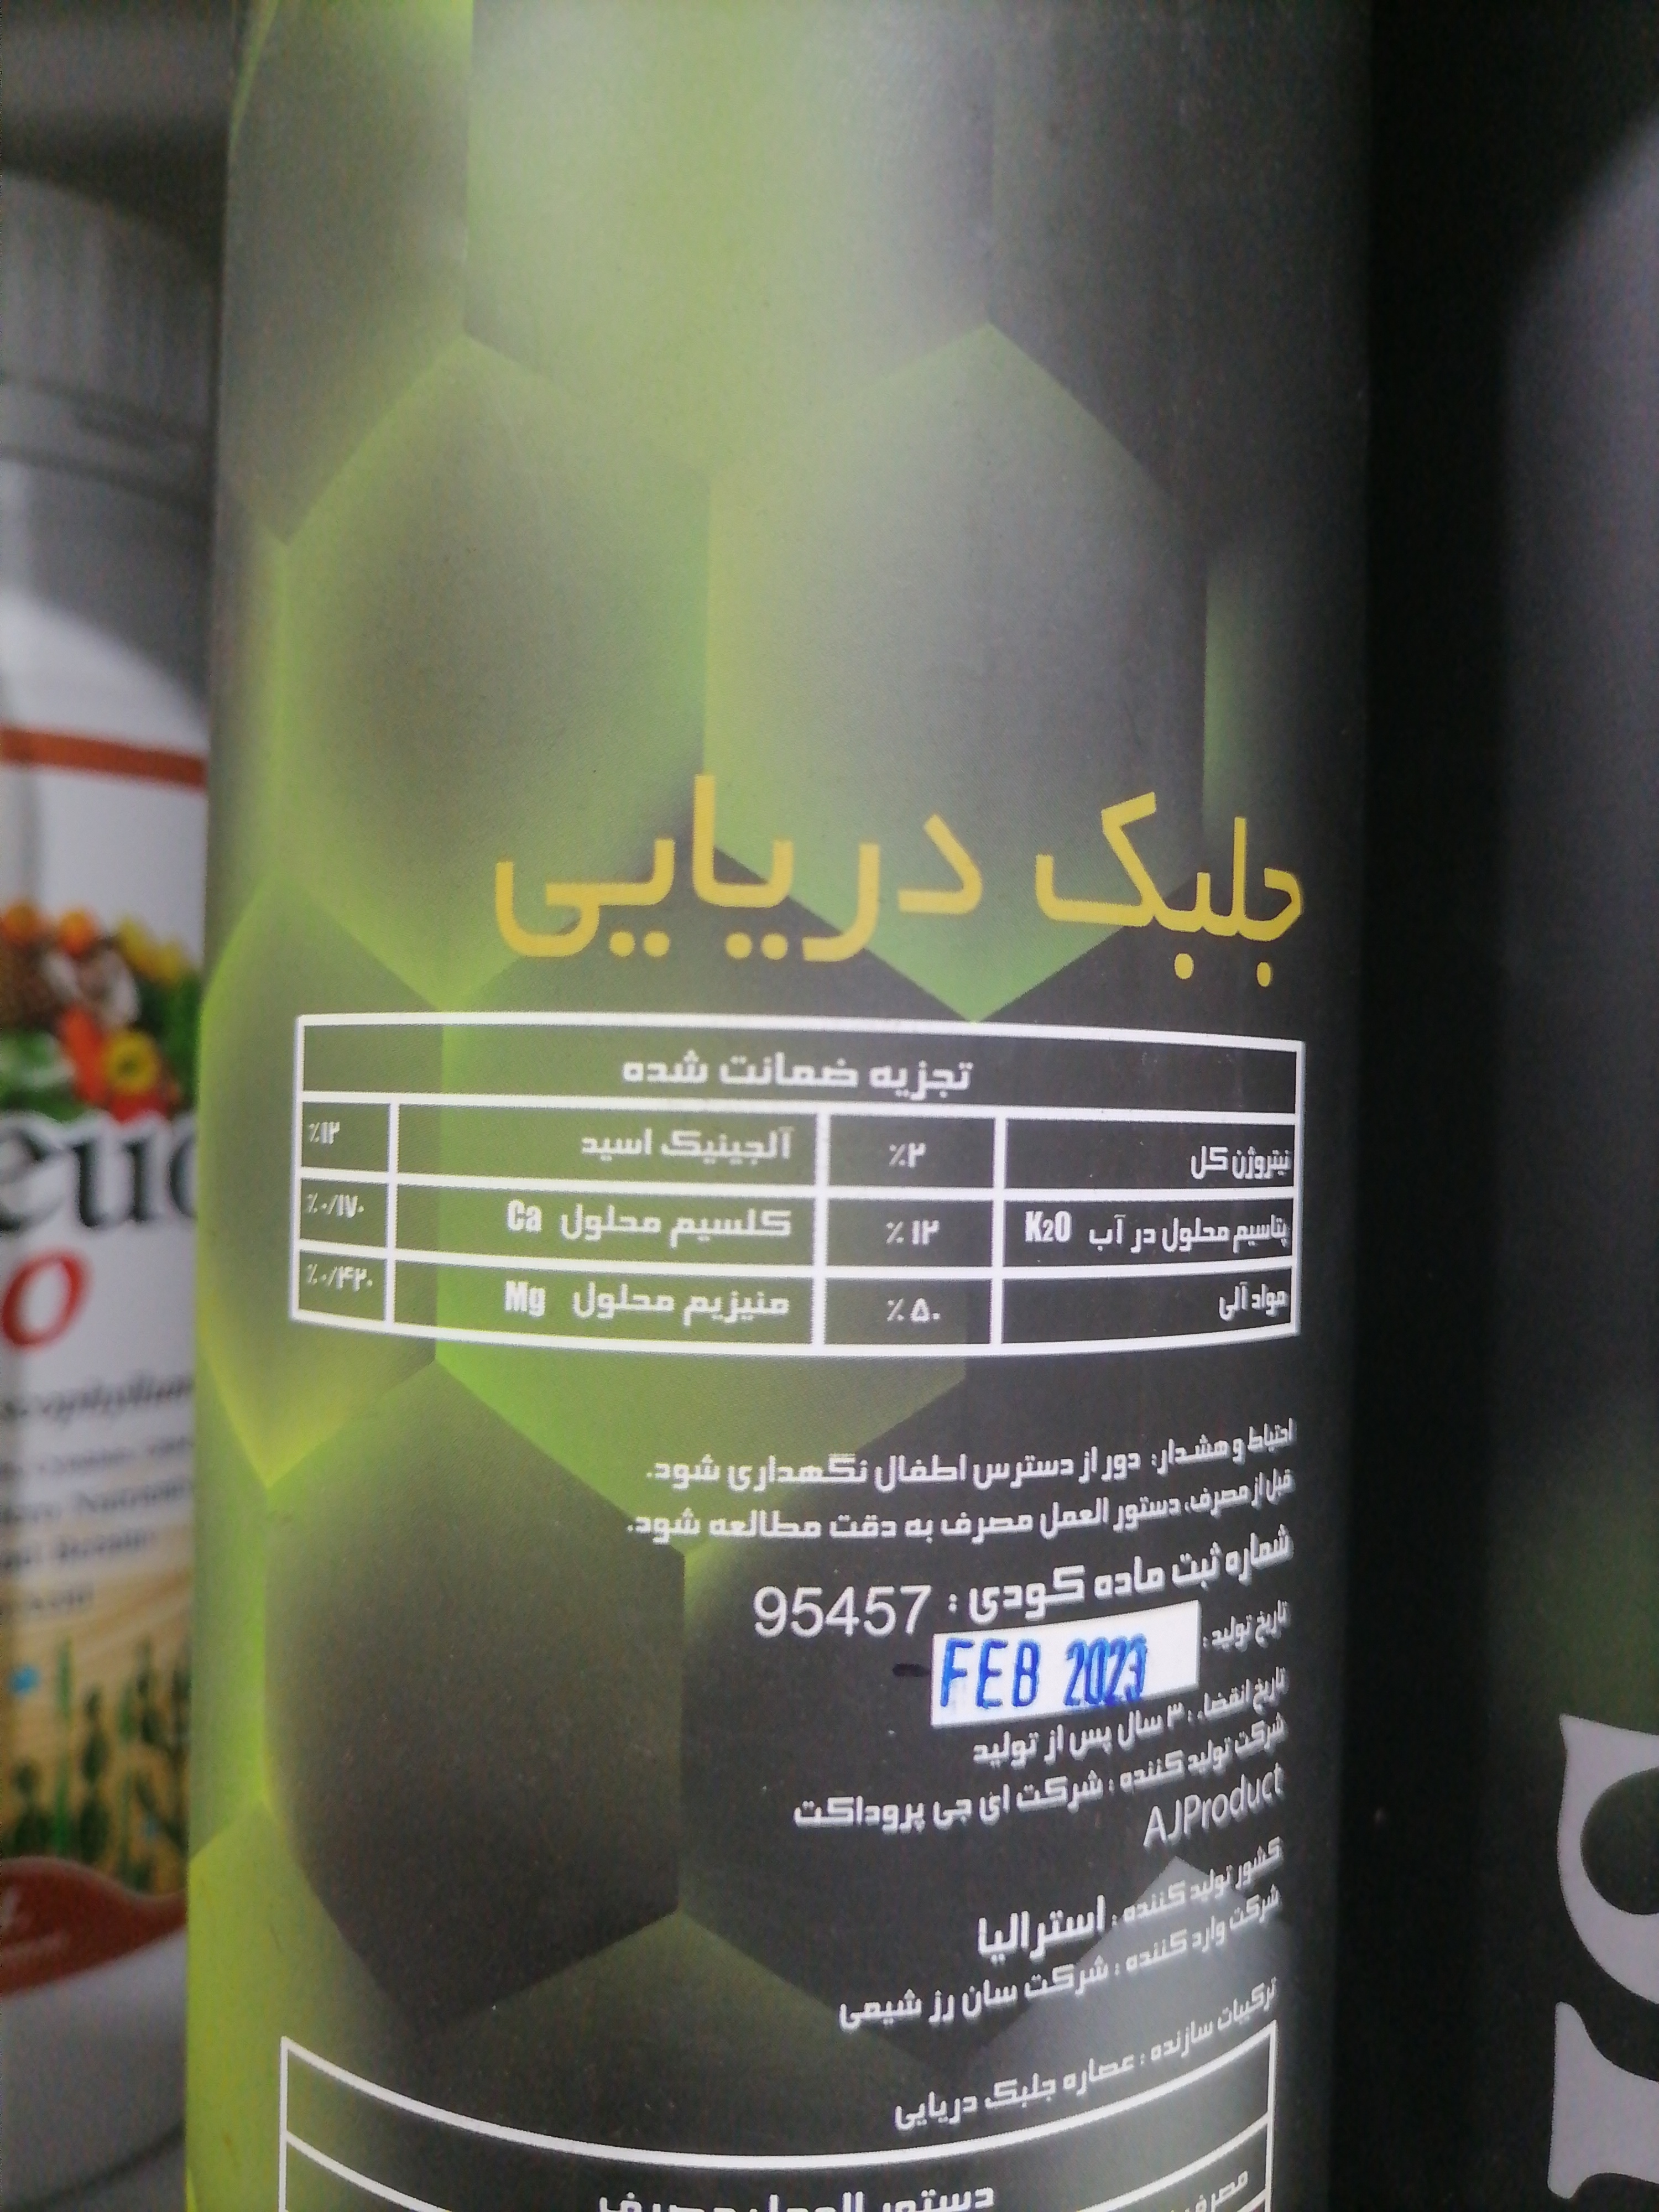 جلبک دریایی
تجزیه ضمانت شده
نیتروژن کل ٪۲ آلجینیک اسید ٪۱۲
پتاسیم محلول در آب K2O ٪۱۲ کلسیم محلول Ca ٪۰/۱۷۰
مواد آلی ٪۵۰ منیزیم محلول Mg ٪۰/۴۲۰
احتیاط و هشدار: دور از دسترس اطفال نگهداری شود.
قبل از مصرف، دستور العمل مصرف به دقت مطالعه شود.
شماره ثبت ماده کودی : 95457
تاریخ تولید : FEB 2023
تاریخ انقضاء : ۳ سال پس از تولید
شرکت تولید کننده : شرکت ای جی پروداکت
AJProduct
کشور تولید کننده : استرالیا
شرکت وارد کننده : شرکت سان رز شیمی
ترکیبات سازنده : عصاره جلبک دریایی
دستور العمل مصرف